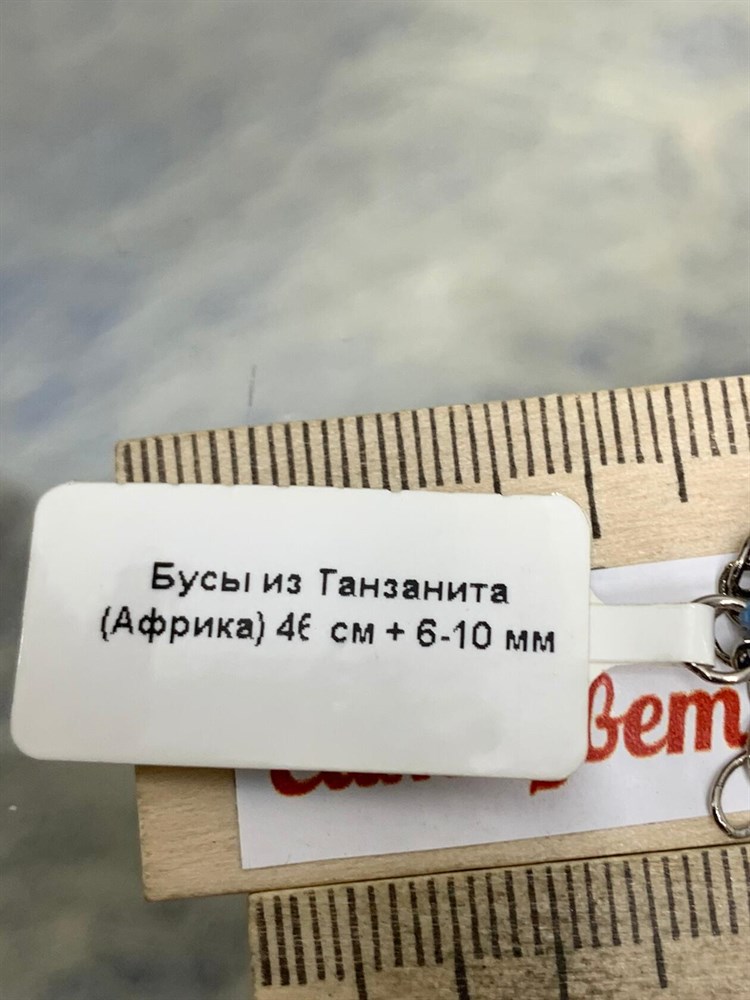 Бусы из Танзанита
(Африка) 46 см + 6-10 мм